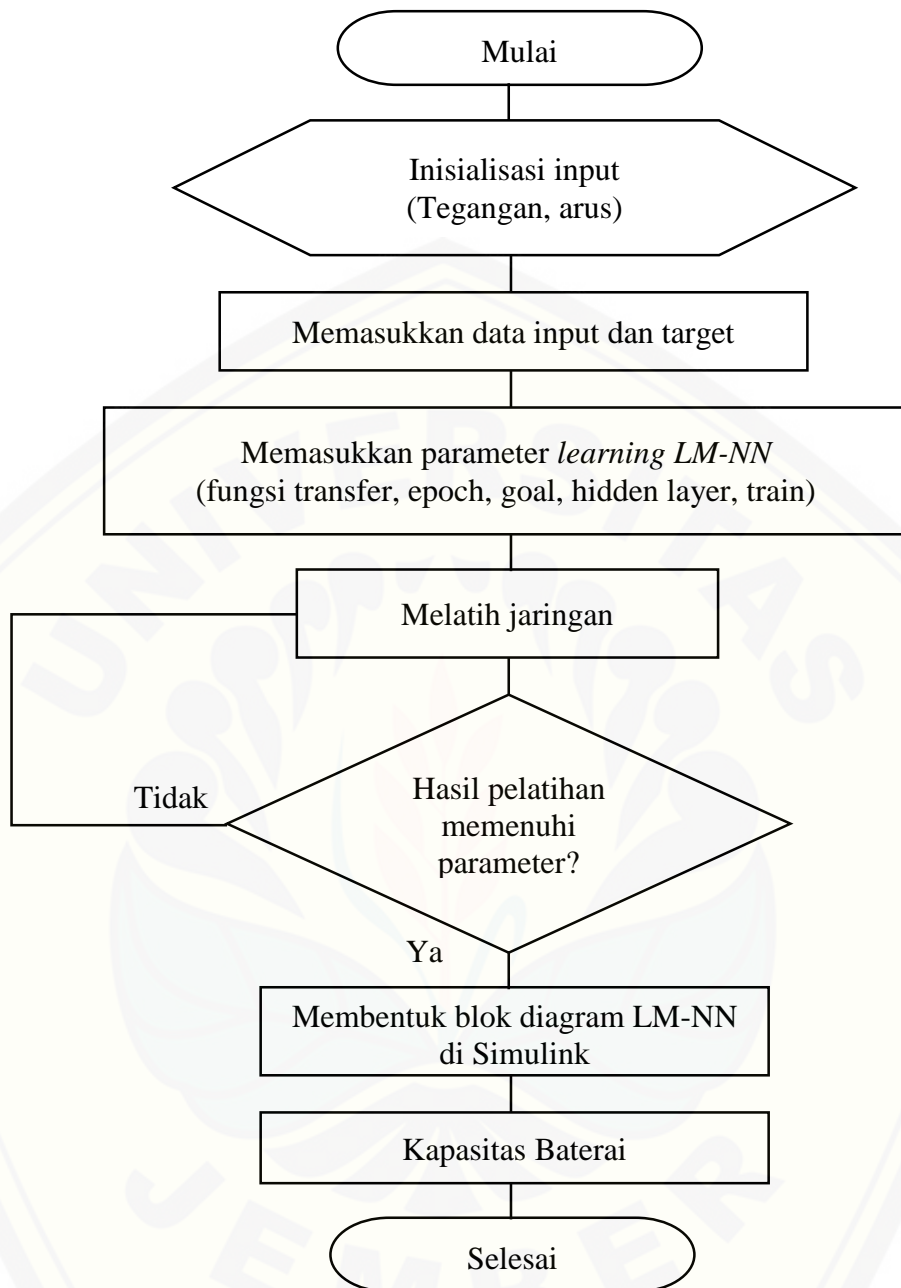 Mulai
Inisialisasi input
(Tegangan, arus)
Memasukkan data input dan target
Memasukkan parameter learning LM-NN
(fungsi transfer, epoch, goal, hidden layer, train)
Melatih jaringan
Tidak
Hasil pelatihan
memenuhi
parameter?
Ya
Membentuk blok diagram LM-NN
di Simulink
Kapasitas Baterai
Selesai
UNIVERSITAS
JEMBER